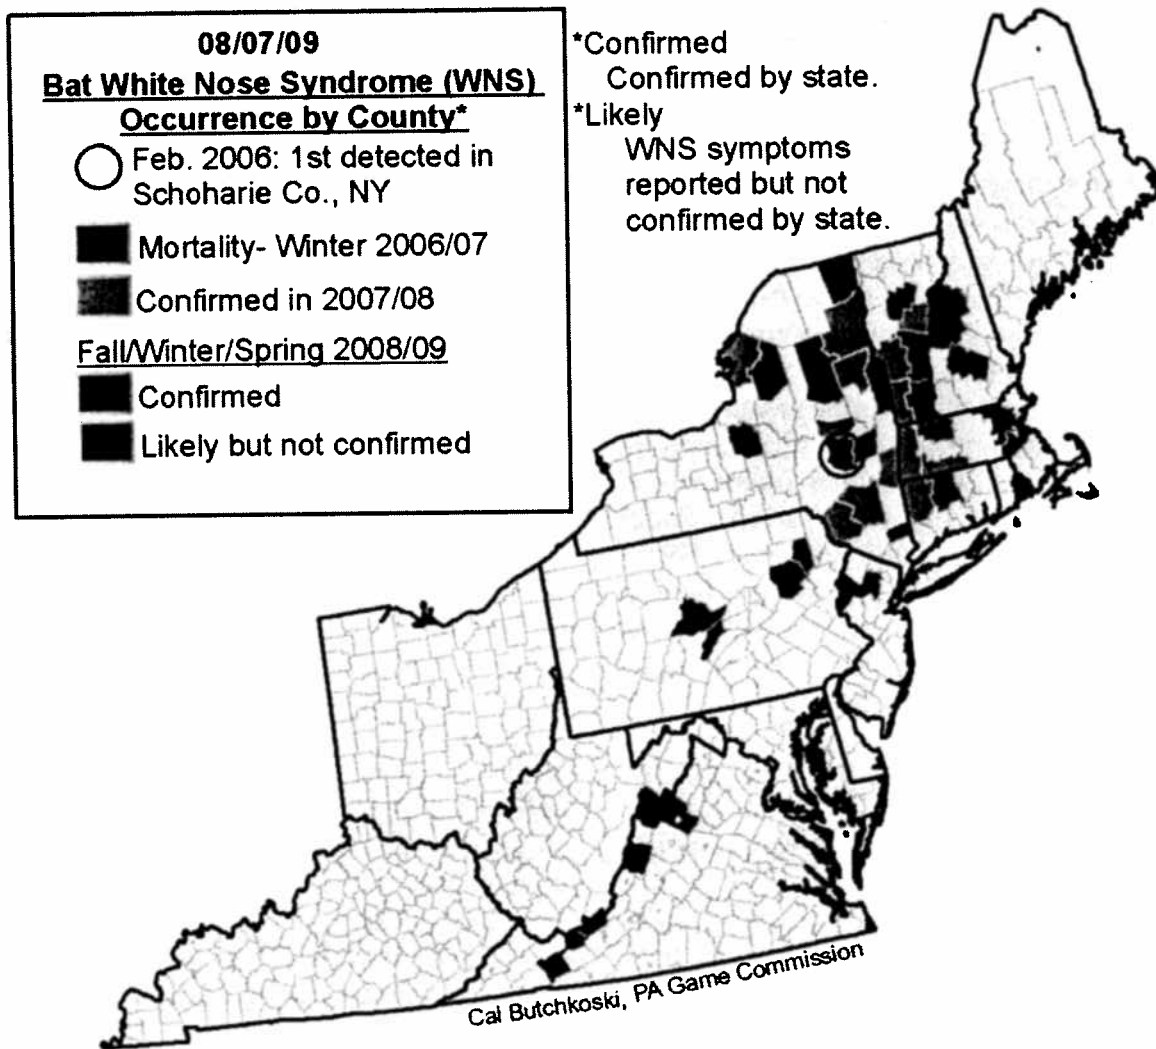 08/07/09
Bat White Nose Syndrome (WNS)
Occurrence by County*
Feb. 2006: 1st detected in
Schoharie Co., NY
Mortality- Winter 2006/07
Confirmed in 2007/08
Fall/Winter/Spring 2008/09
Confirmed
Likely but not confirmed
*Confirmed
Confirmed by state.
*Likely
WNS symptoms
reported but not
confirmed by state.
Cal Butchkoski, PA Game Commission